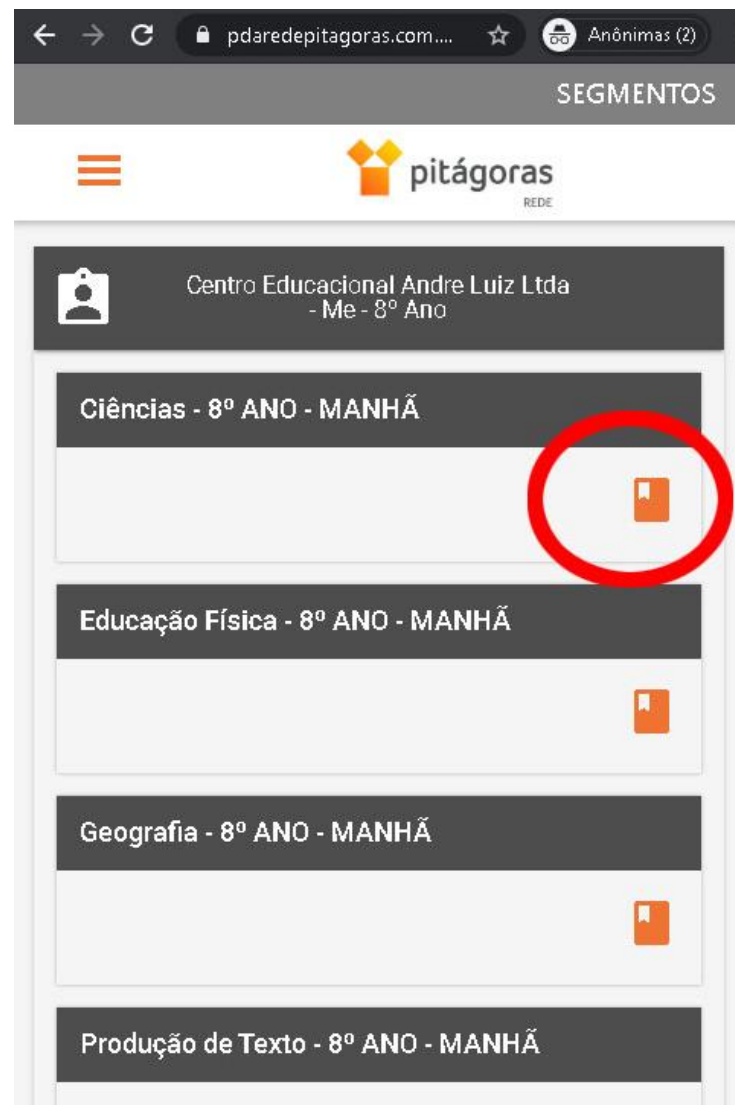 pdaredepitagoras.com.... Anônimas (2)
SEGMENTOS
pitágoras
REDE
Centro Educacional Andre Luiz Ltda
- Me - 8º Ano
Ciências - 8º ANO - MANHÃ
Educação Física - 8º ANO - MANHÃ
Geografia - 8º ANO - MANHÃ
Produção de Texto - 8º ANO - MANHÃ